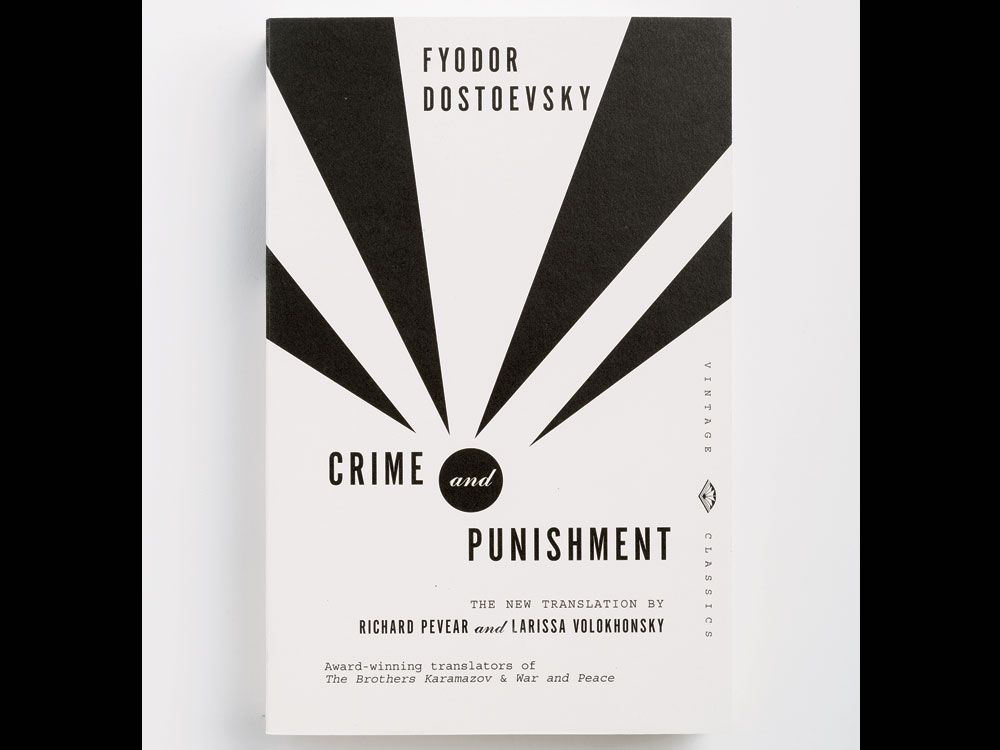 FYODOR
DOSTOEVSKY
CRIME and
PUNISHMENT
THE NEW TRANSLATION BY
RICHARD PEVEAR and LARISSA VOLOKHONSKY
Award-winning translators of
The Brothers Karamazov & War and Peace
VINTAGE CLASSICS